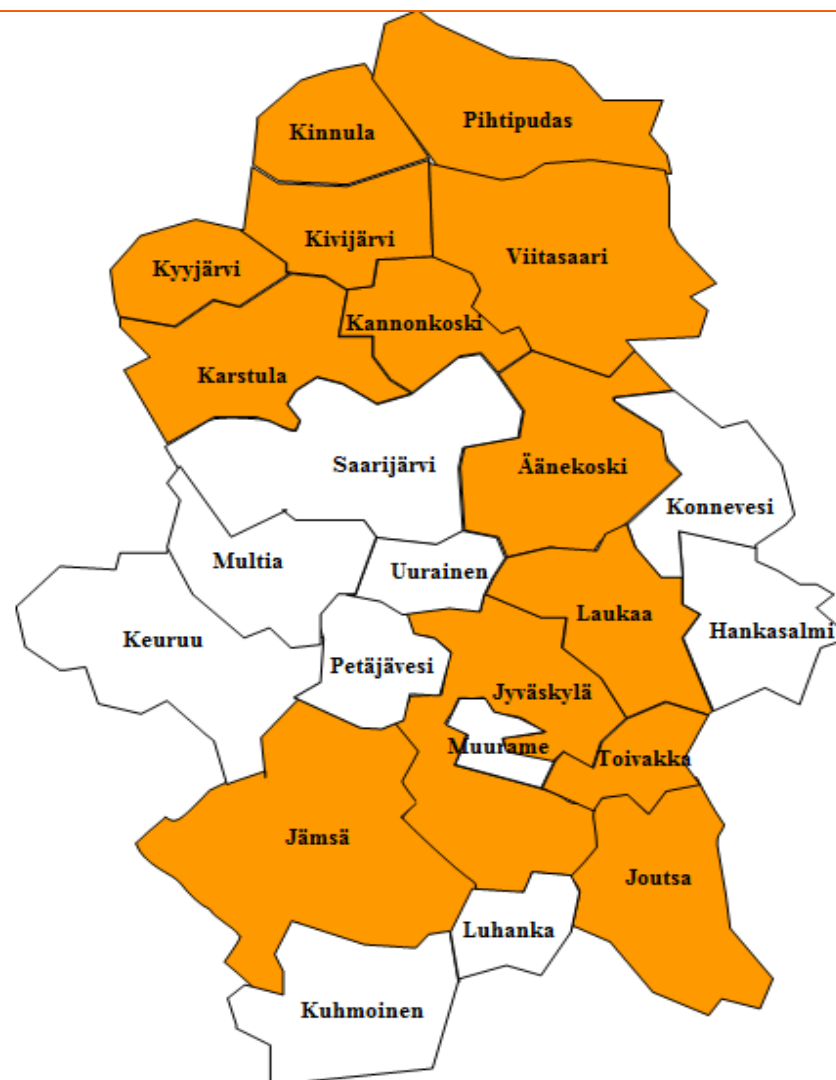 Pihtipudas
Kinnula
Kivijärvi
Viitasaari
Kyyjärvi
Kannonkoski
Karstula
Saarijärvi
Äänekoski
Konnevesi
Multia
Uurainen
Laukaa
Hankasalmi
Keuruu
Petäjävesi
Jyväskylä
Muurame
Toivakka
Jämsä
Joutsa
Luhanka
Kuhmoinen